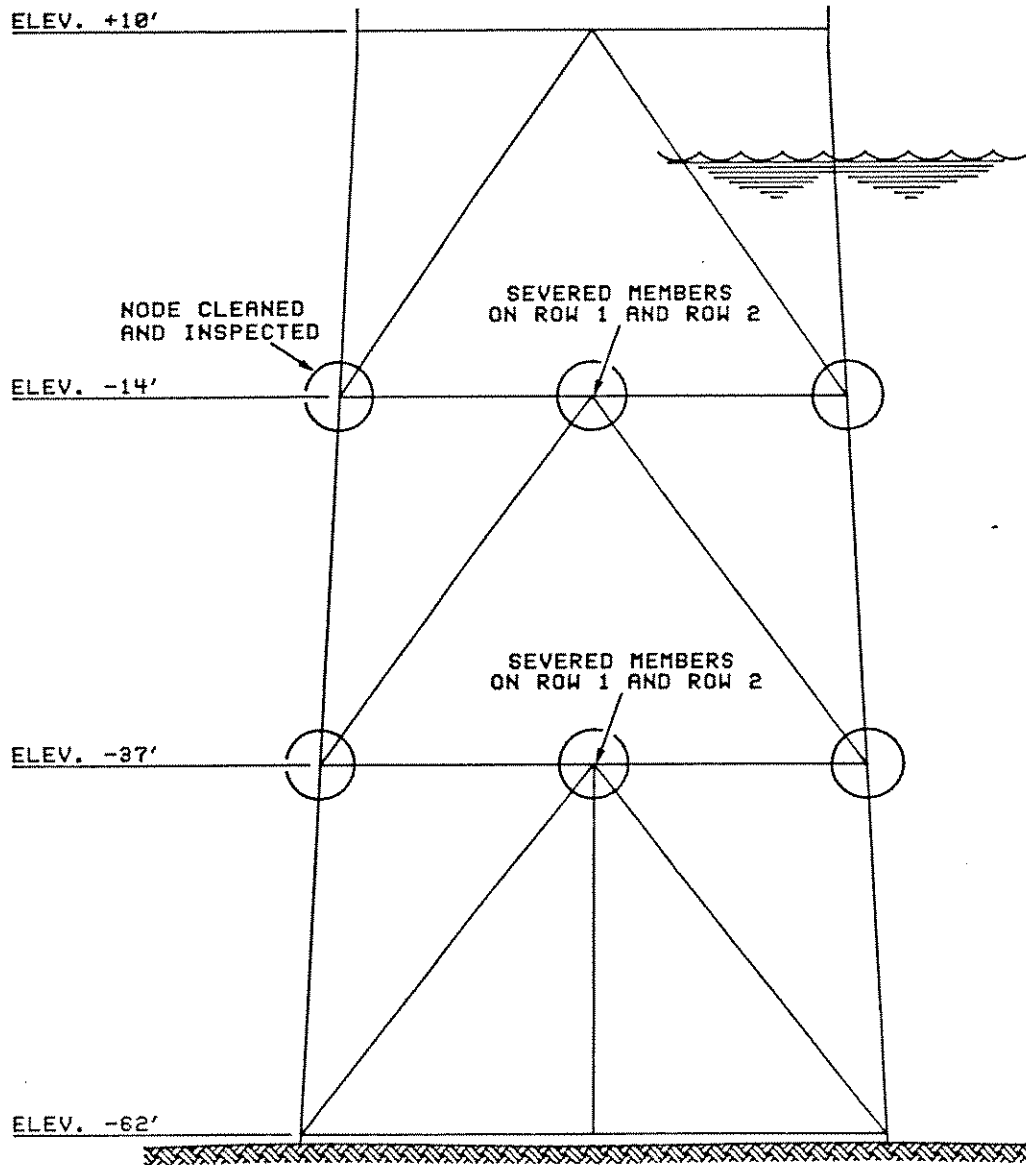 ELEV. +10'
NODE CLEANED
AND INSPECTED
SEVERED MEMBERS
ON ROW 1 AND ROW 2
ELEV. -14'
SEVERED MEMBERS
ON ROW 1 AND ROW 2
ELEV. -37'
ELEV. -62'